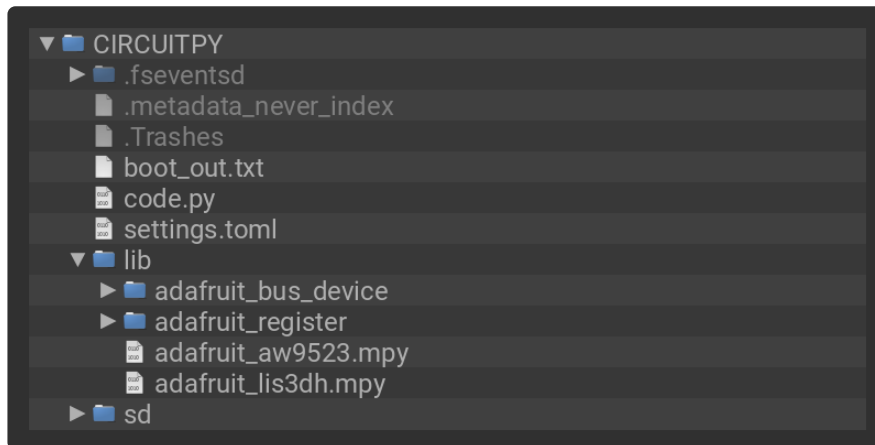 CIRCUITPY
.fseventsd
.metadata_never_index
.Trashes
boot_out.txt
code.py
settings.toml
lib
adafruit_bus_device
adafruit_register
adafruit_aw9523.mpy
adafruit_lis3dh.mpy
sd